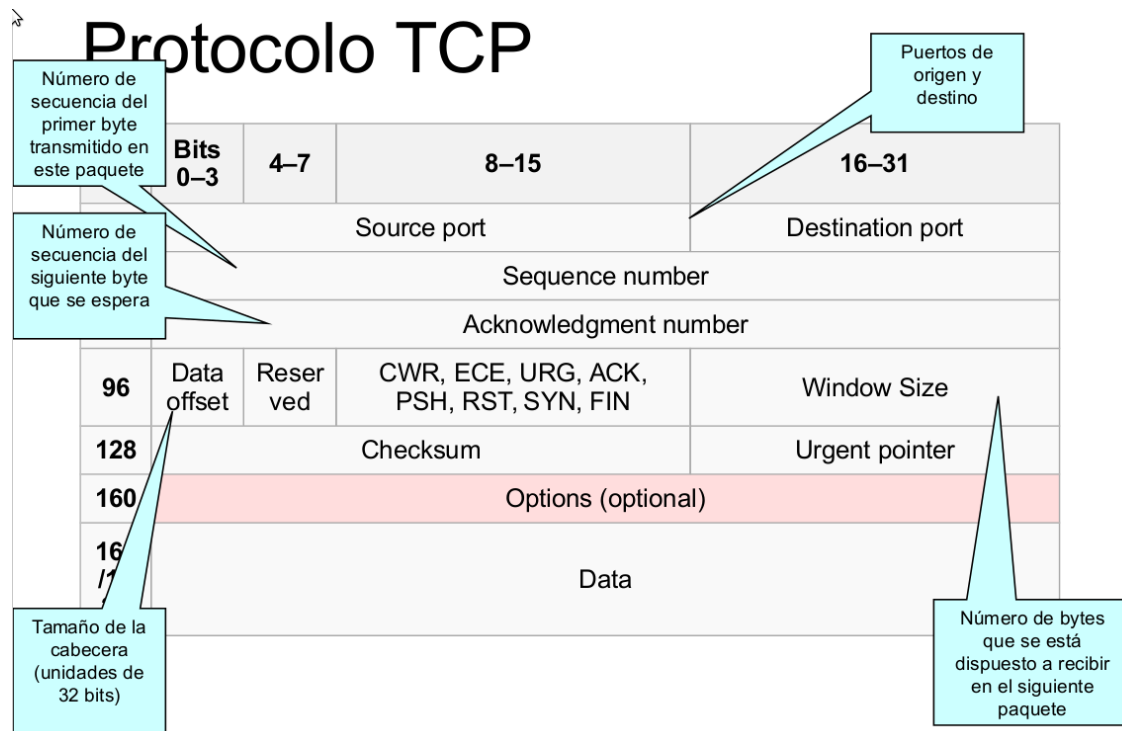 Protocolo TCP
Número de
secuencia del
primer byte
transmitido en
este paquete
Puertos de
origen y
destino
Bits
0–3
4–7
8–15
16–31
Source port
Destination port
Número de
secuencia del
siguiente byte
que se espera
Sequence number
Acknowledgment number
96
Data
offset
Reser
ved
CWR, ECE, URG, ACK,
PSH, RST, SYN, FIN
Window Size
128
Checksum
Urgent pointer
160
Options (optional)
Data
Tamaño de la
cabecera
(unidades de
32 bits)
Número de bytes
que se está
dispuesto a recibir
en el siguiente
paquete